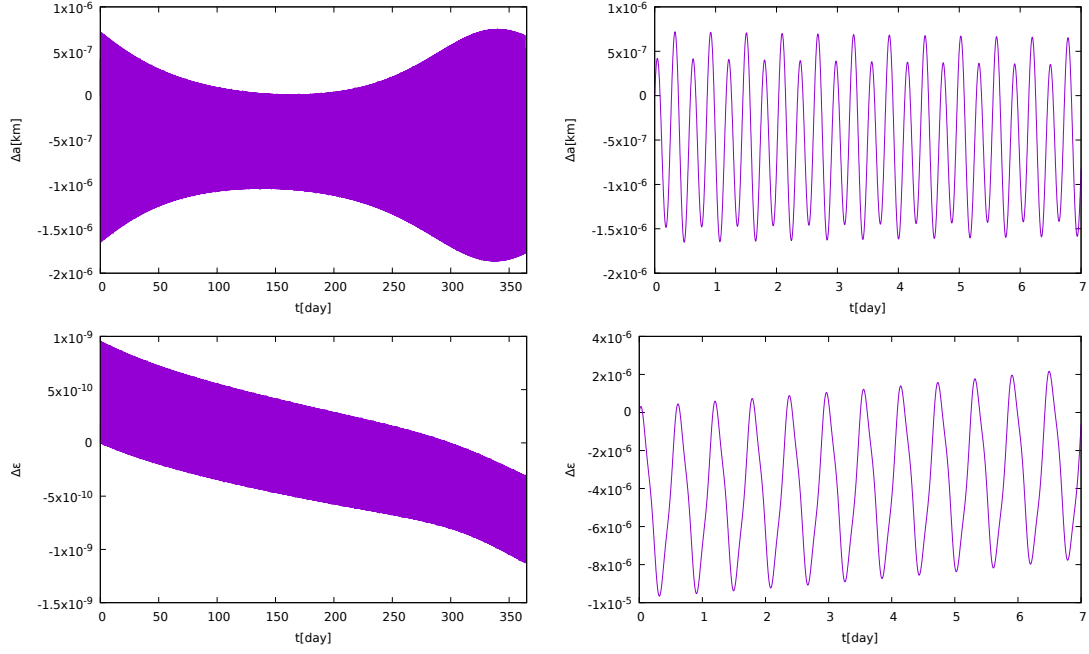 1x10⁻⁶
5x10⁻⁷
0
-5x10⁻⁷
-1x10⁻⁶
-1.5x10⁻⁶
-2x10⁻⁶
Δa[km]
0 50 100 150 200 250 300 350
t[day]
1x10⁻⁶
5x10⁻⁷
0
-5x10⁻⁷
-1x10⁻⁶
-1.5x10⁻⁶
-2x10⁻⁶
Δa[km]
0 1 2 3 4 5 6 7
t[day]
1x10⁻⁹
5x10⁻¹⁰
0
-5x10⁻¹⁰
-1x10⁻⁹
-1.5x10⁻⁹
Δε
0 50 100 150 200 250 300 350
t[day]
4x10⁻⁶
2x10⁻⁶
0
-2x10⁻⁶
-4x10⁻⁶
-6x10⁻⁶
-8x10⁻⁶
-1x10⁻⁵
Δε
0 1 2 3 4 5 6 7
t[day]